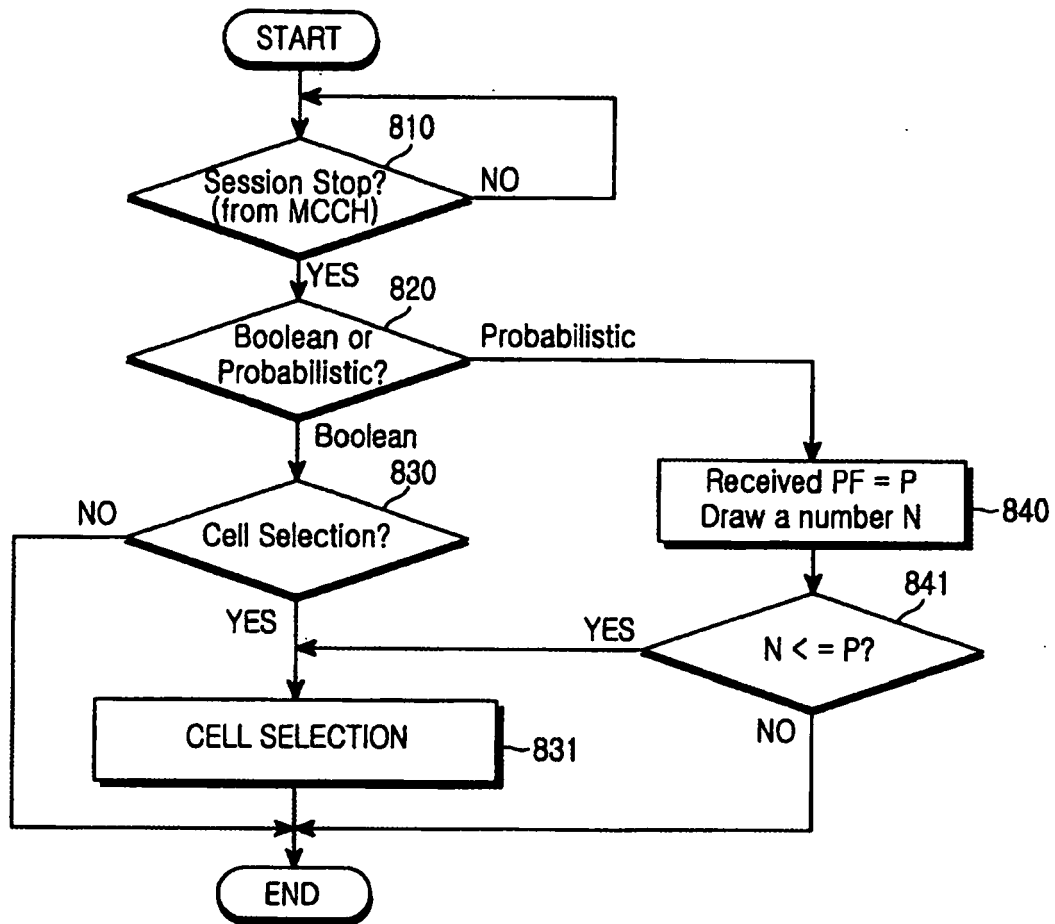 START
810
Session Stop?
(from MCCH)
NO
YES
820
Boolean or
Probabilistic?
Probabilistic
Boolean
830
Cell Selection?
NO
YES
Received PF = P
Draw a number N
840
841
N < = P?
YES
NO
CELL SELECTION
831
END